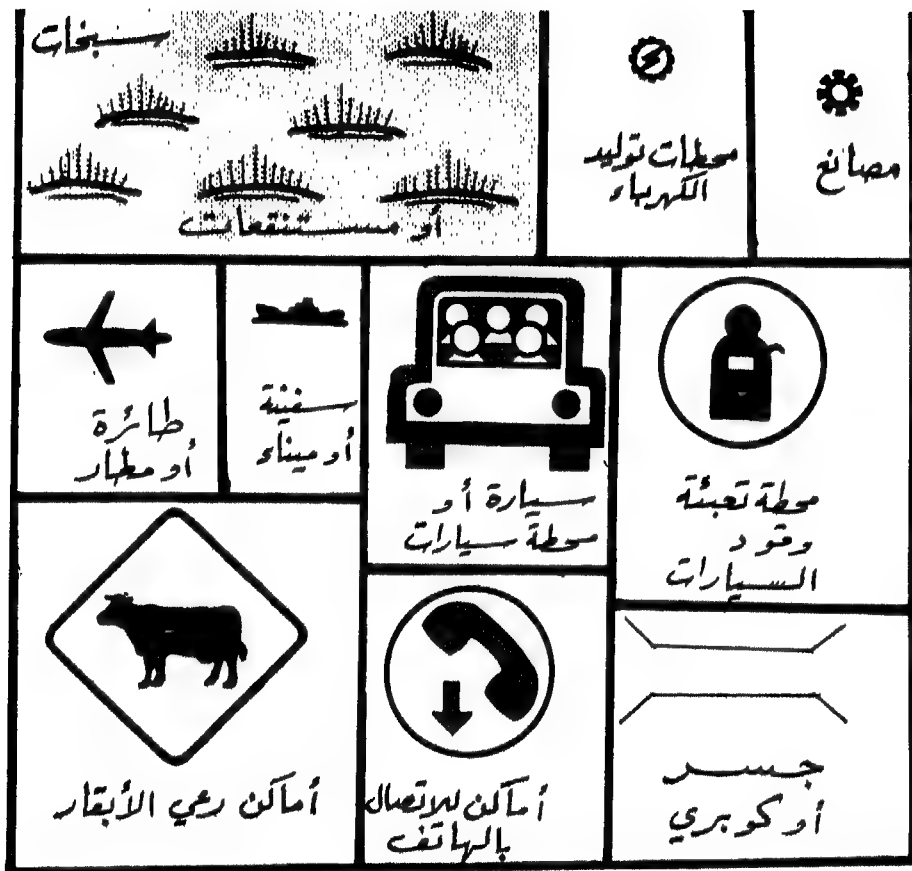 مصانع
محطات توليد
الكهرباء
سبخات
أو مستنقعات
محطة تعبئة
وقود
السيارات
سيارة أو
محطة سيارات
سفينة
أو ميناء
طائرة
أو مطار
جسر
أو كوبري
أماكن للاتصال
بالهاتف
أماكن رعي الأبقار